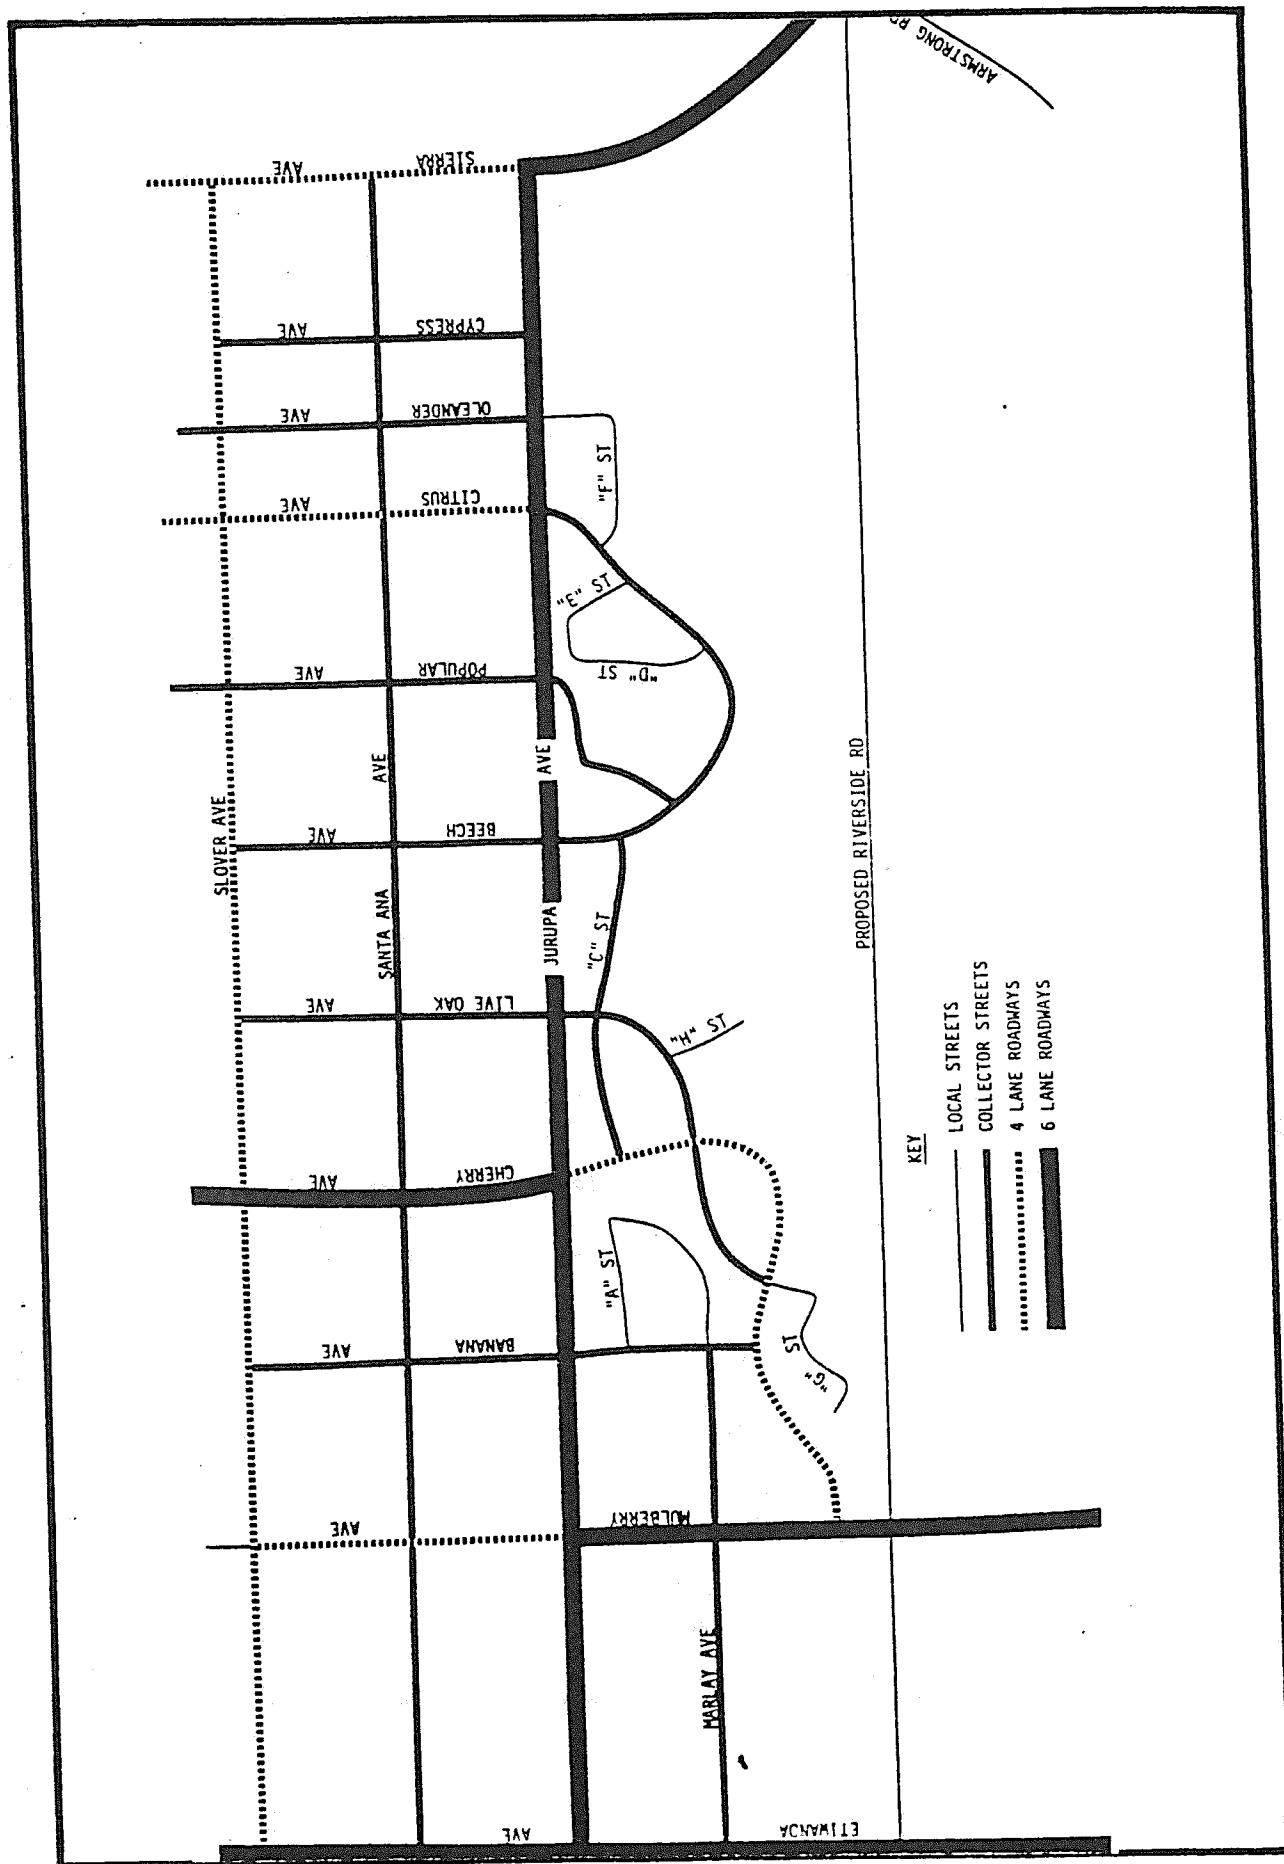 SLOVER AVE
SANTA ANA AVE
JURUPA AVE
MARLAY AVE
PROPOSED RIVERSIDE RD
ETIWANDA AVE
MULBERRY AVE
BANANA AVE
CHERRY AVE
LIVE OAK AVE
BEECH AVE
POPULAR AVE
CITRUS AVE
OLEANDER AVE
CYPRESS AVE
SIERRA AVE
ARMSTRONG RD
"A" ST
"C" ST
"D" ST
"E" ST
"F" ST
"G" ST
"H" ST
KEY
LOCAL STREETS
COLLECTOR STREETS
4 LANE ROADWAYS
6 LANE ROADWAYS